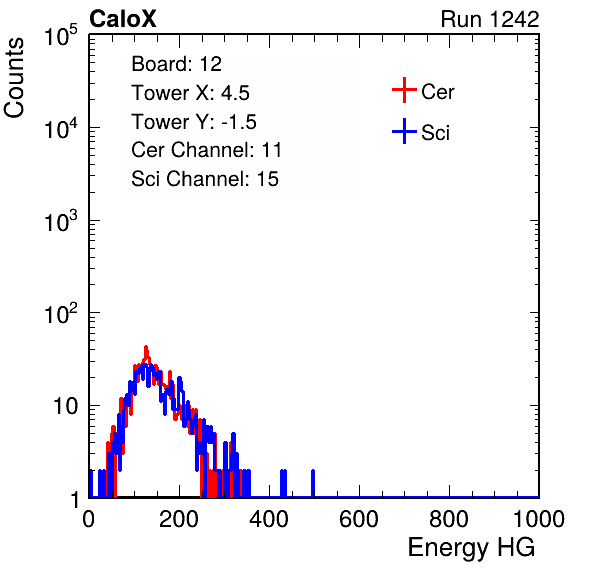 CaloX Run 1242
Counts
10^5
10^4
10^3
10^2
10
1
Board: 12
Tower X: 4.5
Tower Y: -1.5
Cer Channel: 11
Sci Channel: 15
Cer
Sci
0 200 400 600 800 1000
Energy HG